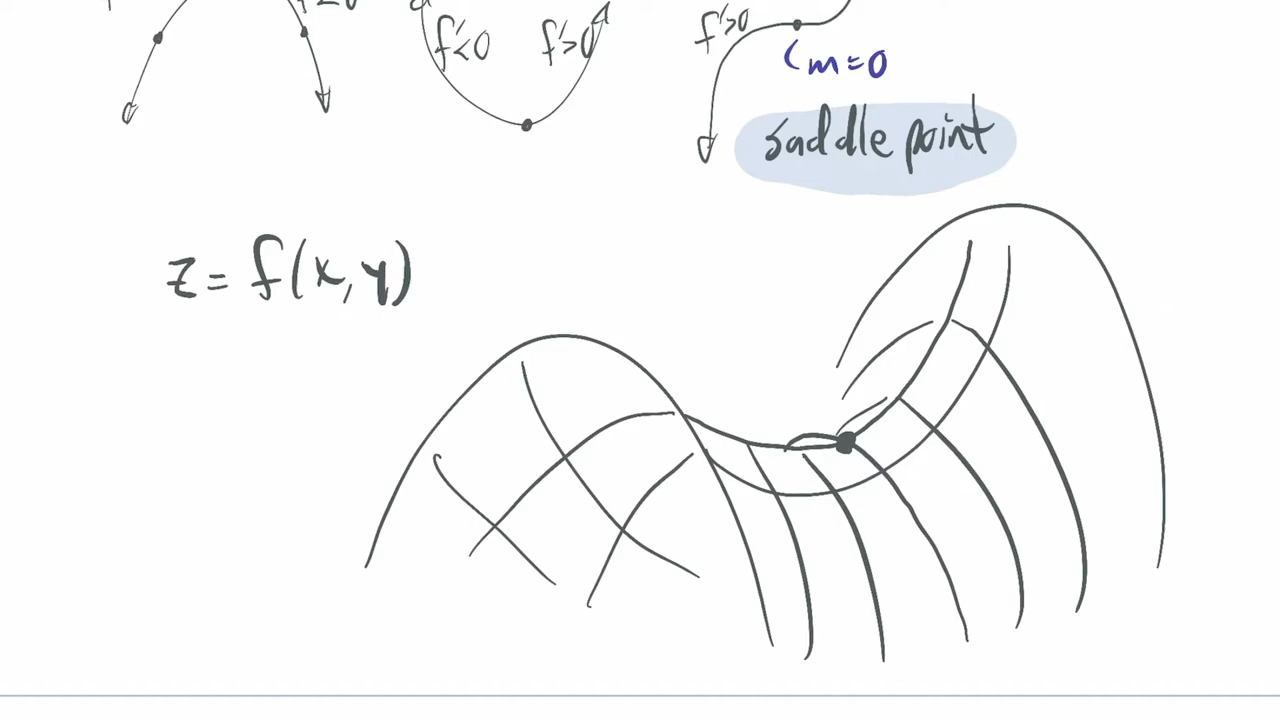 f'<0 f'>0 f'>0
m=0
saddle point
z = f(x,y)